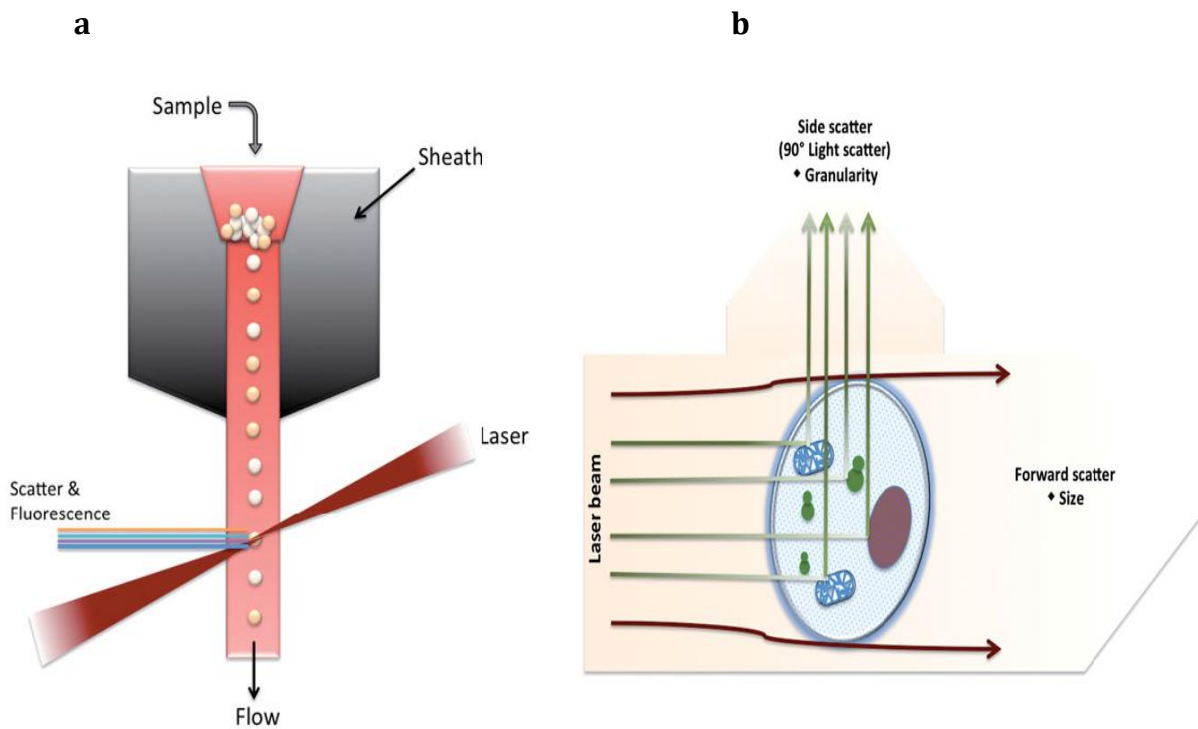 a
b
Sample
Sheath
Laser
Scatter &
Fluorescence
Flow
Side scatter
(90° Light scatter)
♦ Granularity
Laser beam
Forward scatter
♦ Size